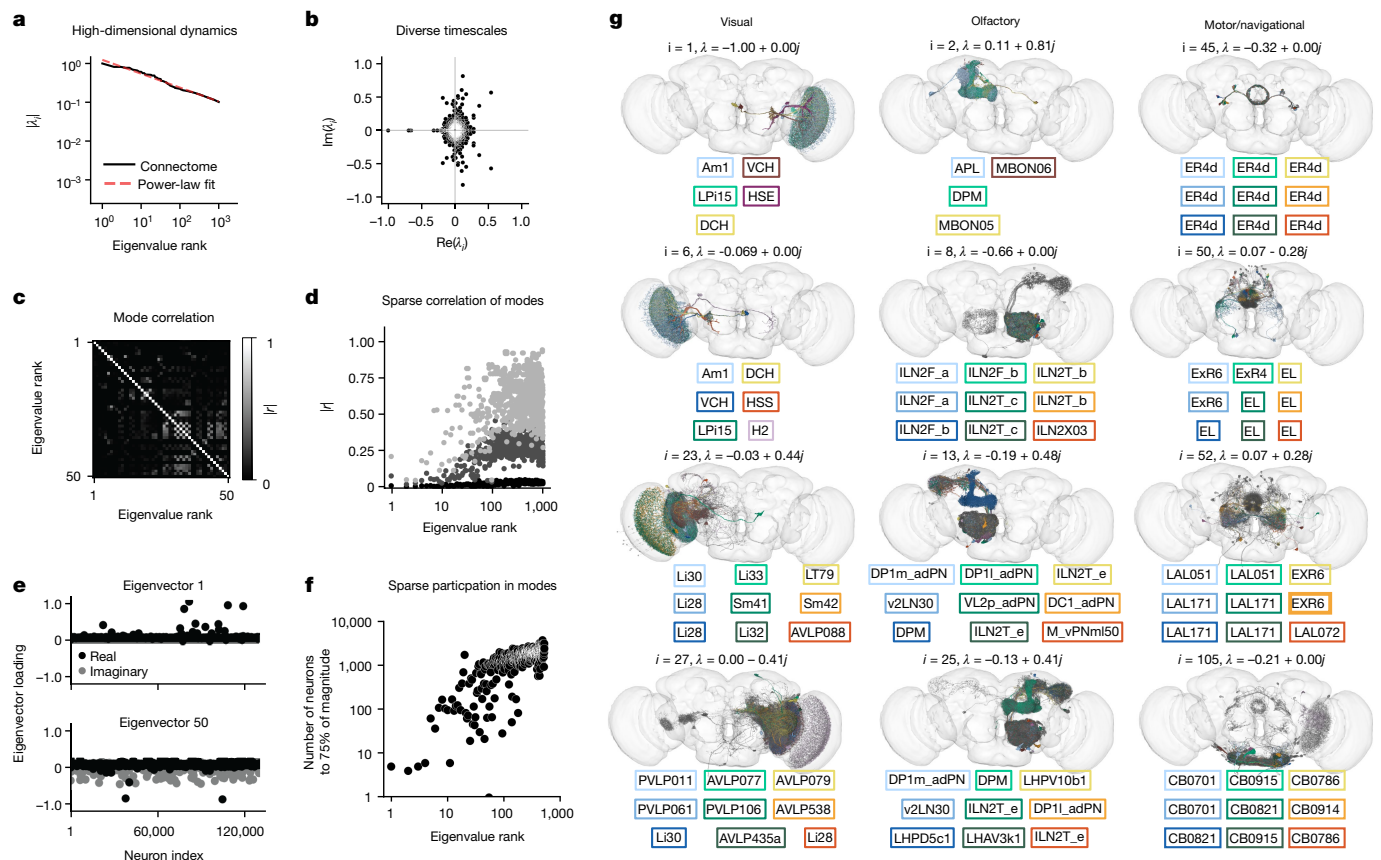 a
High-dimensional dynamics
10⁰
10⁻¹
10⁻²
10⁻³
|λᵢ|
Connectome
Power-law fit
10⁰ 10¹ 10² 10³
Eigenvalue rank
b
Diverse timescales
1.0
0.5
0
−0.5
−1.0
Im(λᵢ)
−1.0 −0.5 0 0.5 1.0
Re(λᵢ)
c
Mode correlation
1
50
Eigenvalue rank
1 50
Eigenvalue rank
1
0
|r|
d
Sparse correlation of modes
1.00
0.75
0.50
0.25
0
|r|
1 10 100 1,000
Eigenvalue rank
e
Eigenvector 1
1.0
0
−1.0
Real
Imaginary
Eigenvector 50
1.0
0
−1.0
Eigenvector loading
1 60,000 120,000
Neuron index
f
Sparse particpation in modes
10,000
1,000
100
10
1
Number of neurons
to 75% of magnitude
1 10 100 1,000
Eigenvalue rank
g
Visual
i = 1, λ = −1.00 + 0.00j
Am1 VCH
LPi15 HSE
DCH
i = 6, λ = -0.069 + 0.00j
Am1 DCH
VCH HSS
LPi15 H2
i = 23, λ = −0.03 + 0.44j
Li30 Li33 LT79
Li28 Sm41 Sm42
Li28 Li32 AVLP088
i = 27, λ = 0.00 − 0.41j
PVLP011 AVLP077 AVLP079
PVLP061 PVLP106 AVLP538
Li30 AVLP435a Li28
Olfactory
i = 2, λ = 0.11 + 0.81j
APL MBON06
DPM
MBON05
i = 8, λ = -0.66 + 0.00j
ILN2F_a ILN2F_b ILN2T_b
ILN2F_a ILN2T_c ILN2T_b
ILN2F_b ILN2T_c ILN2X03
i = 13, λ = -0.19 + 0.48j
DP1m_adPN DP1l_adPN ILN2T_e
v2LN30 VL2p_adPN DC1_adPN
DPM ILN2T_e M_vPNml50
i = 25, λ = −0.13 + 0.41j
DP1m_adPN DPM LHPV10b1
v2LN30 ILN2T_e DP1l_adPN
LHPD5c1 LHAV3k1 ILN2T_e
Motor/navigational
i = 45, λ = −0.32 + 0.00j
ER4d ER4d ER4d
ER4d ER4d ER4d
ER4d ER4d ER4d
i = 50, λ = 0.07 - 0.28j
ExR6 ExR4 EL
ExR6 EL EL
EL EL EL
i = 52, λ = 0.07 + 0.28j
LAL051 LAL051 EXR6
LAL171 LAL171 EXR6
LAL171 LAL171 LAL072
i = 105, λ = −0.21 + 0.00j
CB0701 CB0915 CB0786
CB0701 CB0821 CB0914
CB0821 CB0915 CB0786